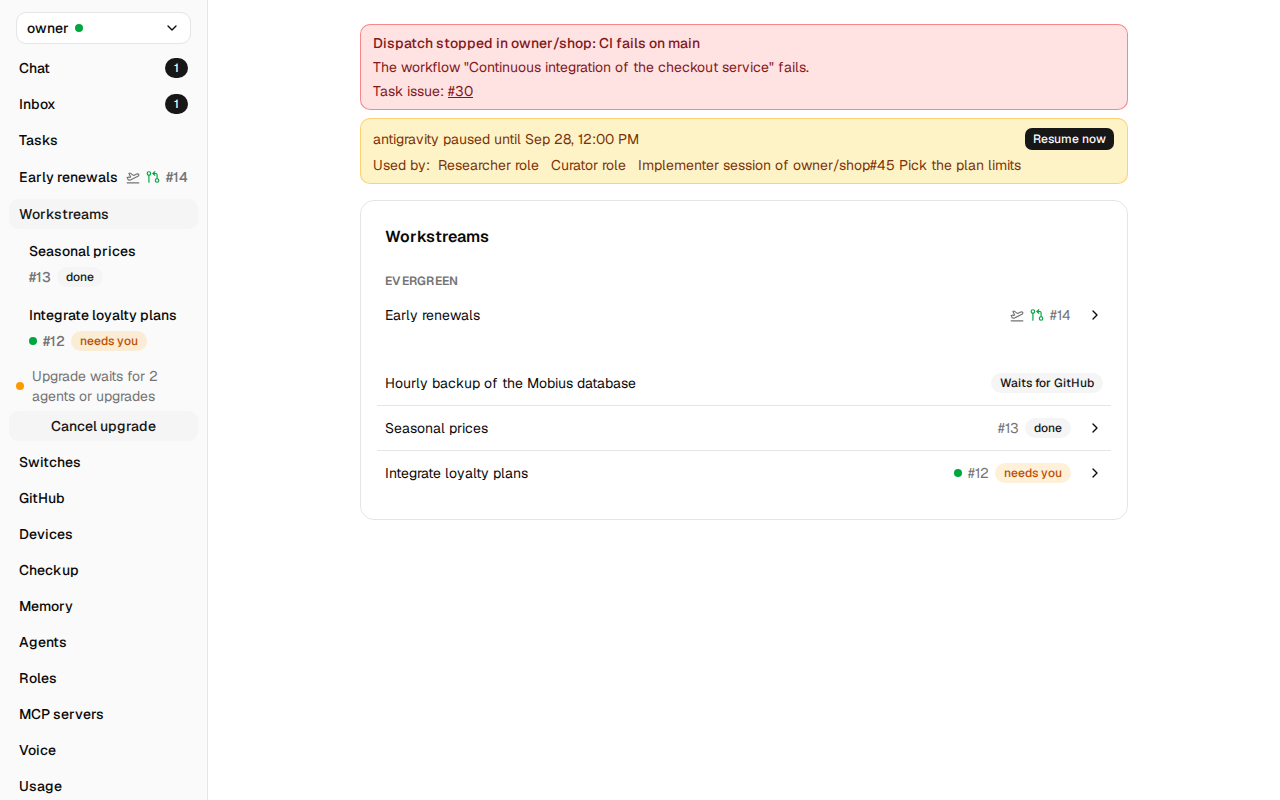 owner
Chat 1
Inbox 1
Tasks
Early renewals #14
Workstreams
Seasonal prices
#13 done
Integrate loyalty plans
#12 needs you
Upgrade waits for 2
agents or upgrades
Cancel upgrade
Switches
GitHub
Devices
Checkup
Memory
Agents
Roles
MCP servers
Voice
Usage
Dispatch stopped in owner/shop: CI fails on main
The workflow "Continuous integration of the checkout service" fails.
Task issue: #30
antigravity paused until Sep 28, 12:00 PM Resume now
Used by: Researcher role Curator role Implementer session of owner/shop#45 Pick the plan limits
Workstreams
EVERGREEN
Early renewals #14
Hourly backup of the Mobius database Waits for GitHub
Seasonal prices #13 done
Integrate loyalty plans #12 needs you